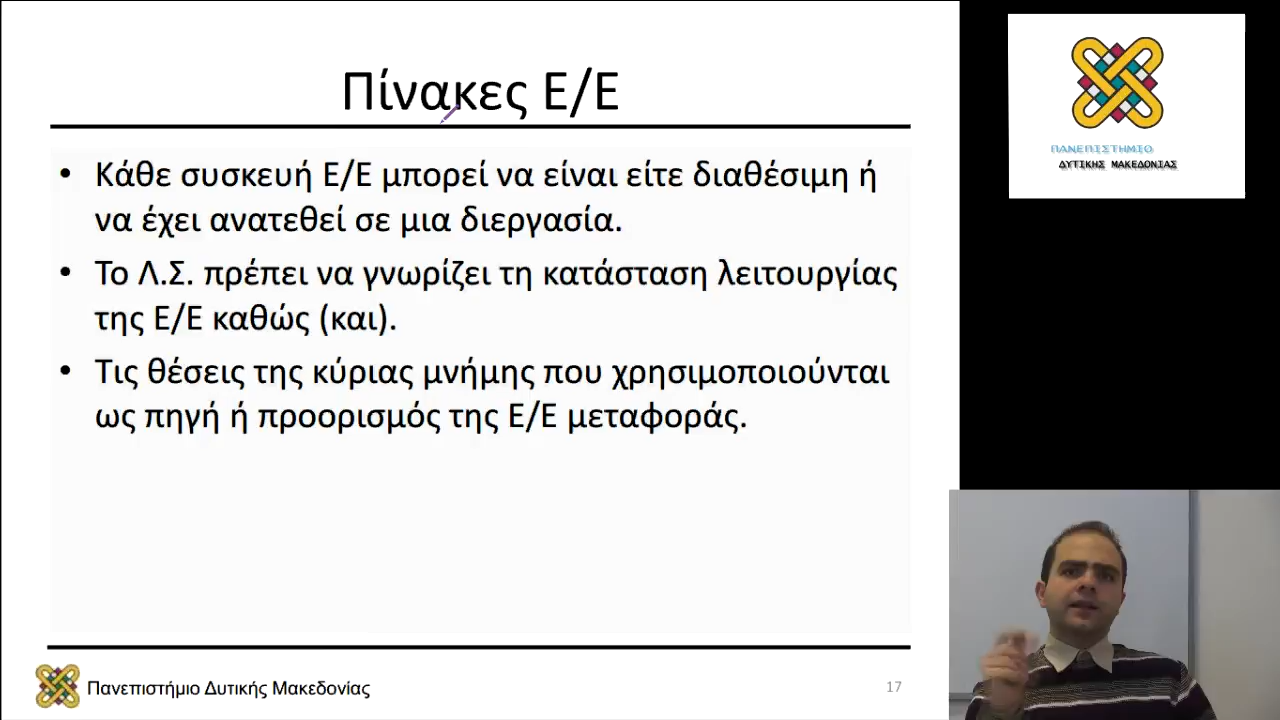 Πίνακες Ε/Ε
• Κάθε συσκευή Ε/Ε μπορεί να είναι είτε διαθέσιμη ή
να έχει ανατεθεί σε μια διεργασία.
• Το Λ.Σ. πρέπει να γνωρίζει τη κατάσταση λειτουργίας
της Ε/Ε καθώς (και).
• Τις θέσεις της κύριας μνήμης που χρησιμοποιούνται
ως πηγή ή προορισμός της Ε/Ε μεταφοράς.
Πανεπιστήμιο Δυτικής Μακεδονίας
17
ΠΑΝΕΠΙΣΤΗΜΙΟ
ΔΥΤΙΚΗΣ ΜΑΚΕΔΟΝΙΑΣ